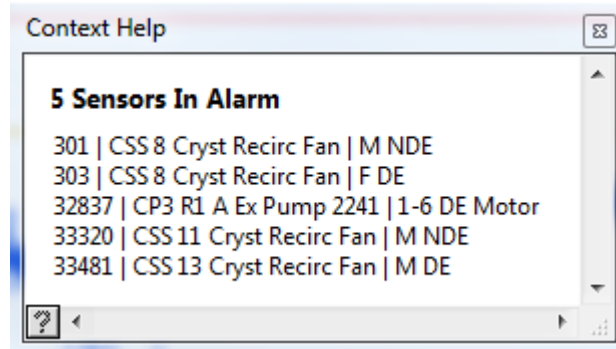 Context Help
5 Sensors In Alarm
301 | CSS 8 Cryst Recirc Fan | M NDE
303 | CSS 8 Cryst Recirc Fan | F DE
32837 | CP3 R1 A Ex Pump 2241 | 1-6 DE Motor
33320 | CSS 11 Cryst Recirc Fan | M NDE
33481 | CSS 13 Cryst Recirc Fan | M DE
?